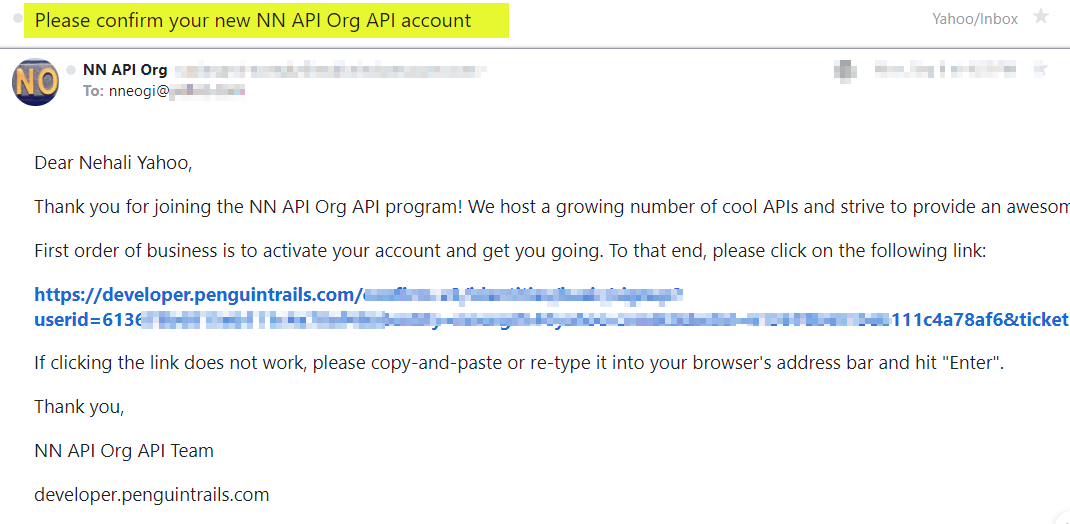 Please confirm your new NN API Org API account
Yahoo/Inbox
NO
NN API Org
To: nneogi@
Dear Nehali Yahoo,
Thank you for joining the NN API Org API program! We host a growing number of cool APIs and strive to provide an awesom
First order of business is to activate your account and get you going. To that end, please click on the following link:
https://developer.penguintrails.com/
userid=6136 111c4a78af6&ticket
If clicking the link does not work, please copy-and-paste or re-type it into your browser's address bar and hit "Enter".
Thank you,
NN API Org API Team
developer.penguintrails.com